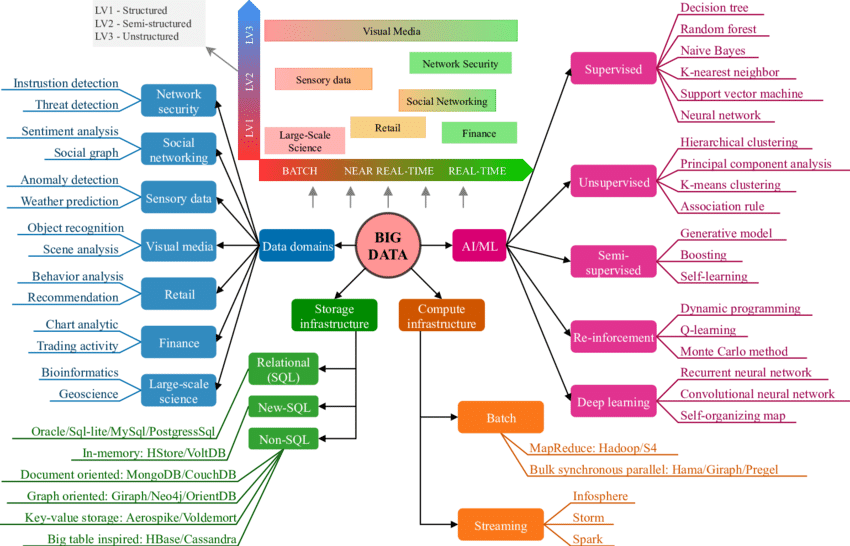 LV1 - Structured
LV2 - Semi-structured
LV3 - Unstructured
LV3
LV2
LV1
Visual Media
Network Security
Sensory data
Social Networking
Retail
Large-Scale
Science
Finance
BATCH
NEAR REAL-TIME
REAL-TIME
BIG
DATA
Data domains
Network
security
Instrustion detection
Threat detection
Social
networking
Sentiment analysis
Social graph
Sensory data
Anomaly detection
Weather prediction
Visual media
Object recognition
Scene analysis
Retail
Behavior analysis
Recommendation
Finance
Chart analytic
Trading activity
Large-scale
science
Bioinformatics
Geoscience
Storage
infrastructure
Relational
(SQL)
Oracle/Sql-lite/MySql/PostgressSql
New-SQL
In-memory: HStore/VoltDB
Non-SQL
Document oriented: MongoDB/CouchDB
Graph oriented: Giraph/Neo4j/OrientDB
Key-value storage: Aerospike/Voldemort
Big table inspired: HBase/Cassandra
Compute
infrastructure
Batch
MapReduce: Hadoop/S4
Bulk synchronous parallel: Hama/Giraph/Pregel
Streaming
Infosphere
Storm
Spark
AI/ML
Supervised
Decision tree
Random forest
Naive Bayes
K-nearest neighbor
Support vector machine
Neural network
Unsupervised
Hierarchical clustering
Principal component analysis
K-means clustering
Association rule
Semi-
supervised
Generative model
Boosting
Self-learning
Re-inforcement
Dynamic programming
Q-learning
Monte Carlo method
Deep learning
Recurrent neural network
Convolutional neural network
Self-organizing map